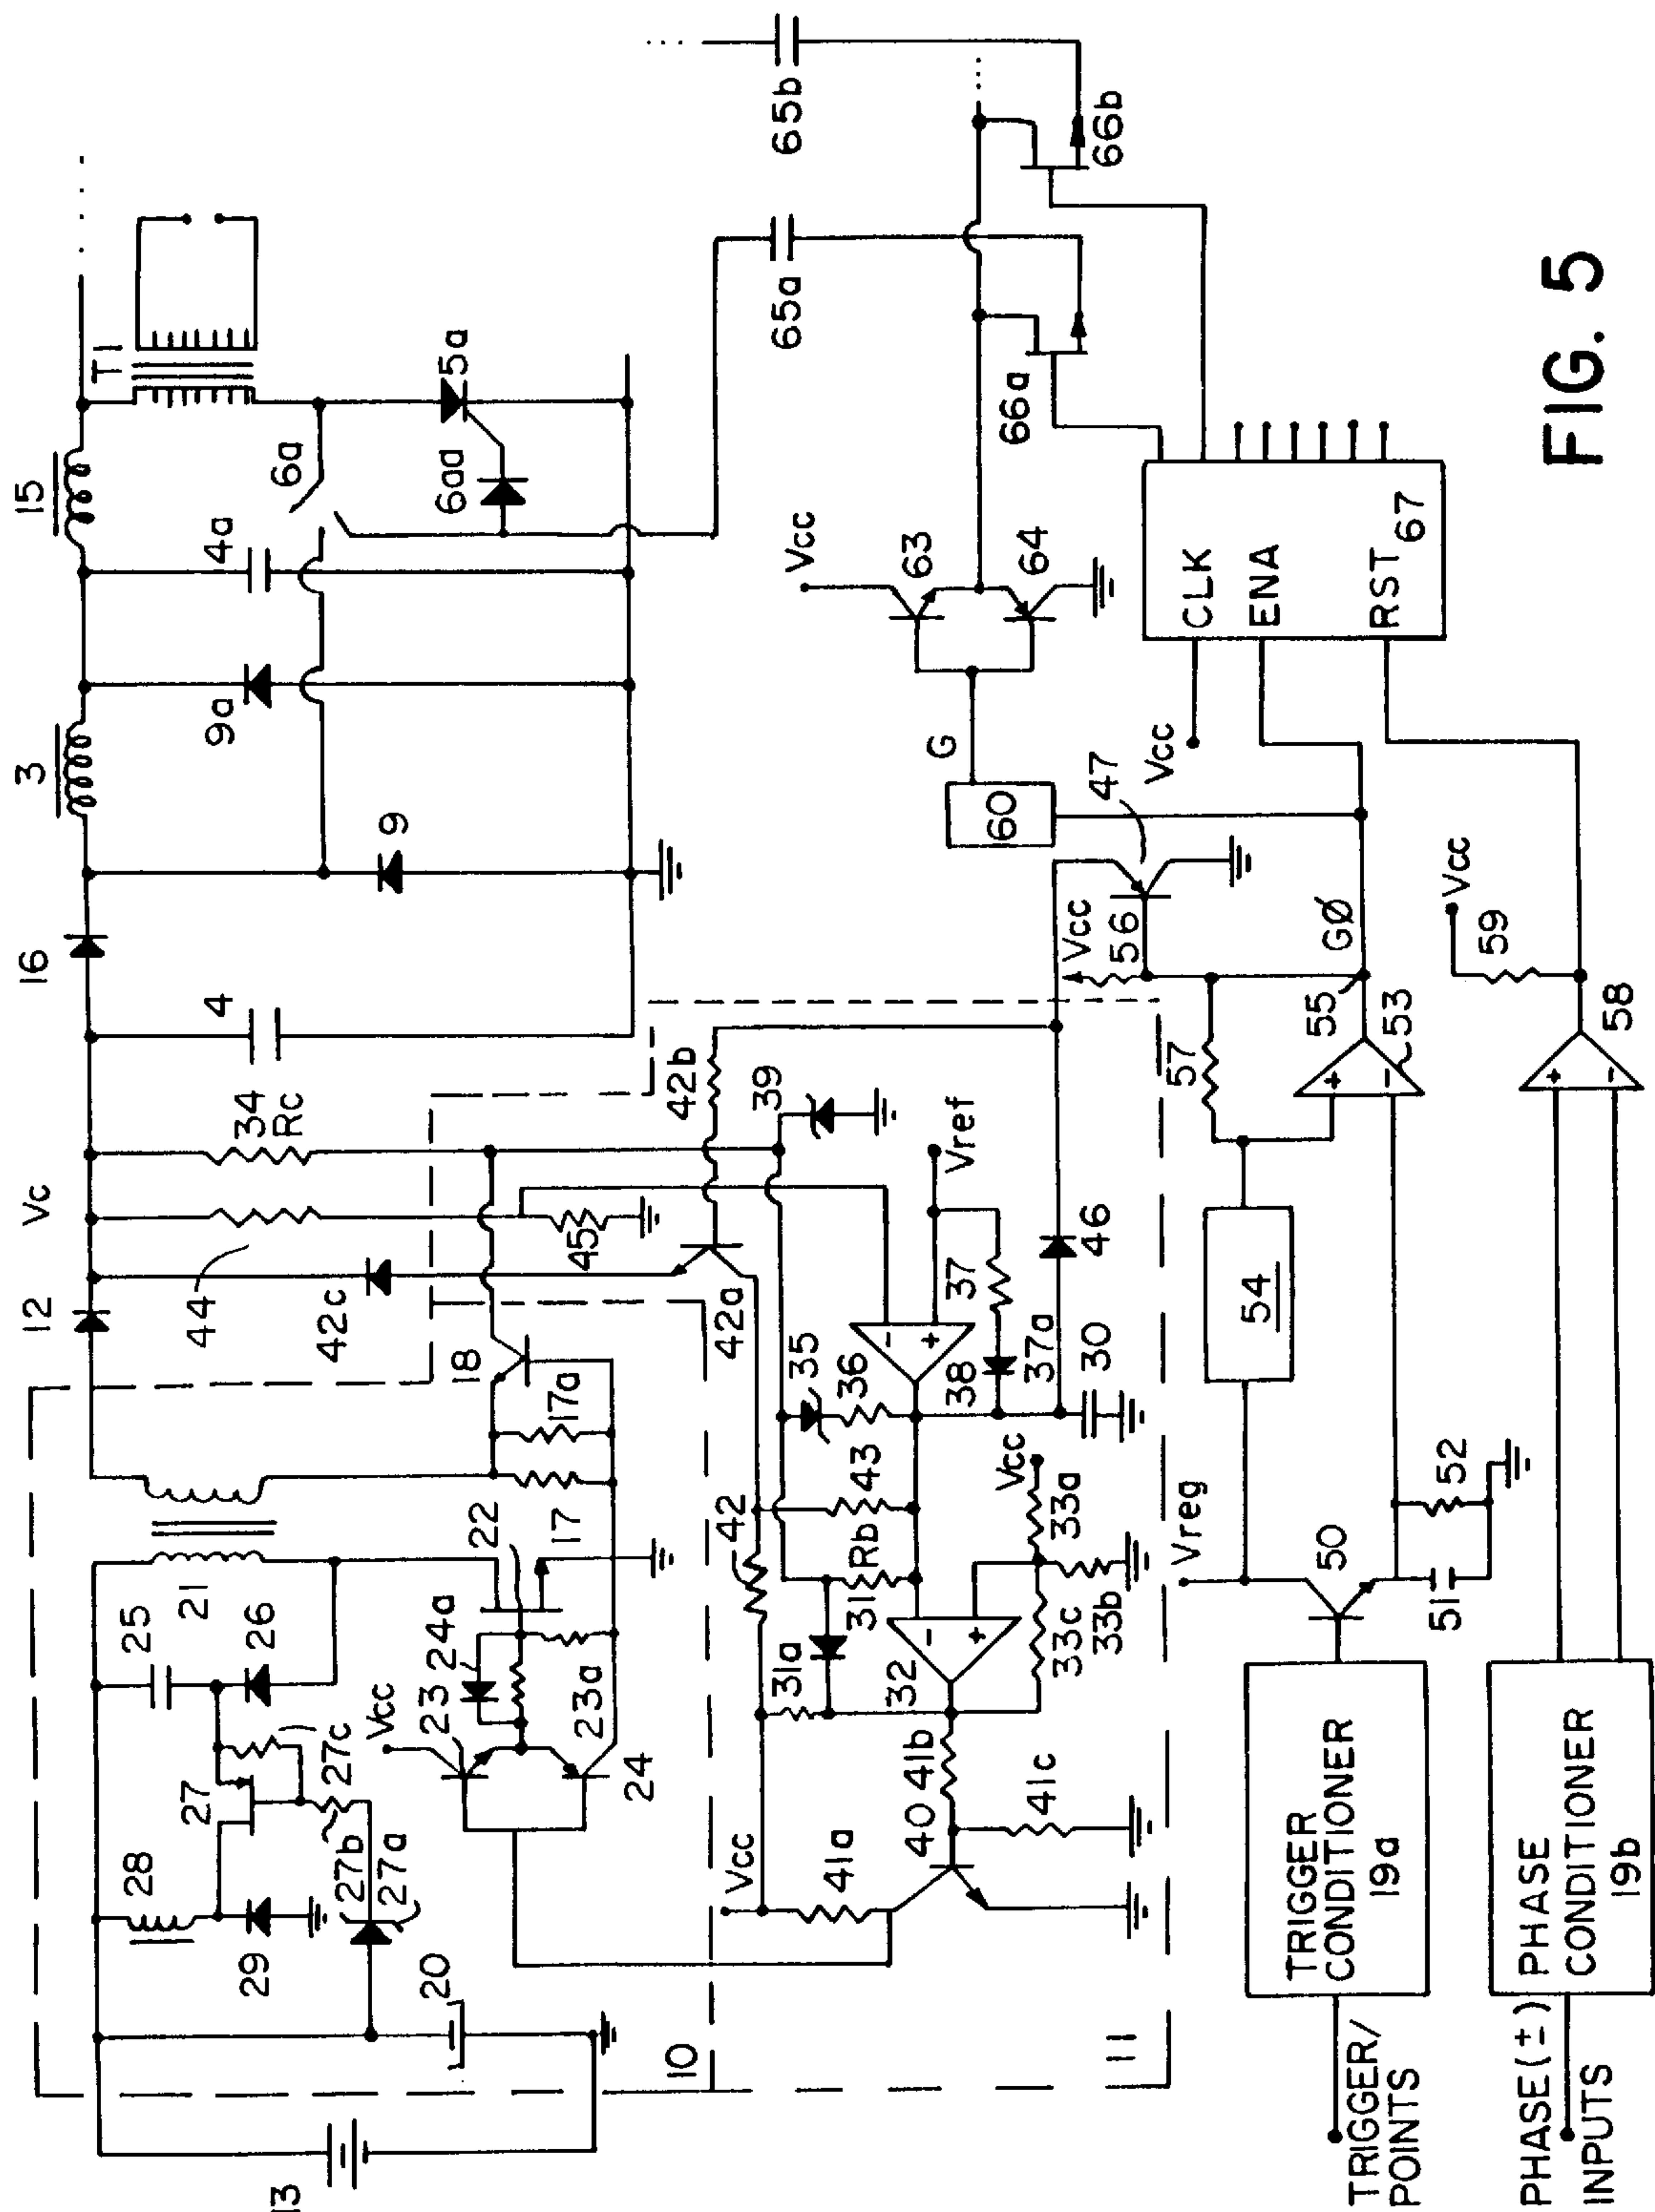 12
Vc
16
3
15
T1
4
9
9a
4a
6a
5a
6ad
34
Rc
44
42c
18
45
17a
21
25
26
22
17
24a
23
Vcc
23a
24
27
27c
27b
27a
28
29
20
13
10
42b
39
42a
Vref
35
36
38
37
37a
46
30
42
43
31
Rb
31a
32
Vcc
33a
33b
33c
Vcc
41a
40
41b
41c
11
65b
65a
66b
66a
Vcc
63
64
G
60
47
Vcc
CLK
ENA
RST
67
Vcc
56
57
55
GØ
53
54
Vreg
50
51
52
Vcc
59
58
TRIGGER
CONDITIONER
19a
TRIGGER/
POINTS
PHASE
CONDITIONER
19b
PHASE(±)
INPUTS
+
-
+
-
-
+
-
+
FIG. 5